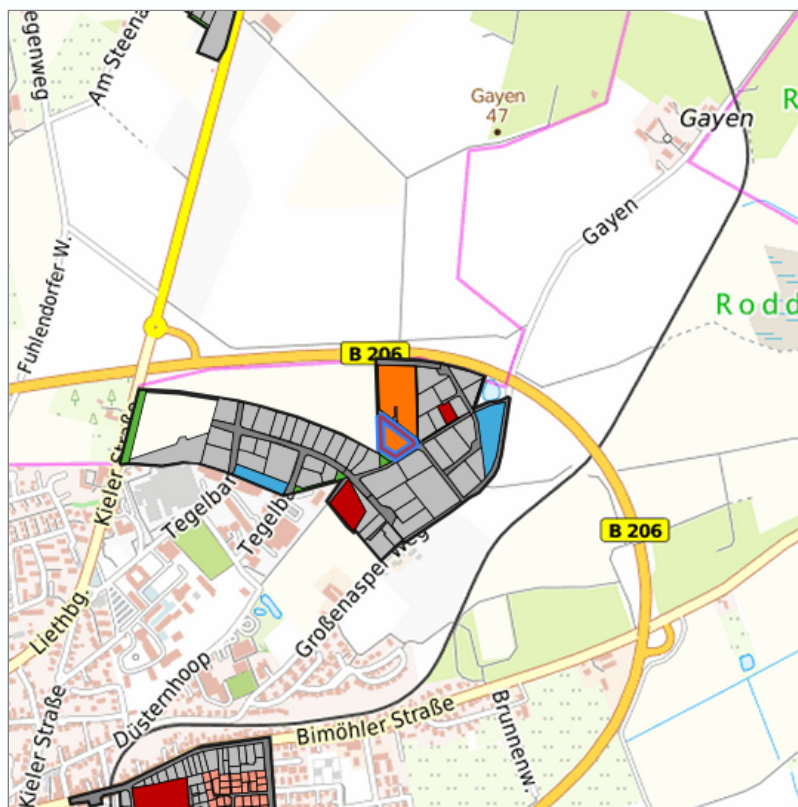 Am Steena
egenweg
Gayen
47
Gayen
R
Gayen
Fuhlendorfer W.
Rodd
B 206
Kieler Straße
Tegelbar
Tegelb
B 206
Großenasper Weg
Liethbg.
Düsternhoop
Kieler Straße
Bimöhler Straße
Brunnenw.